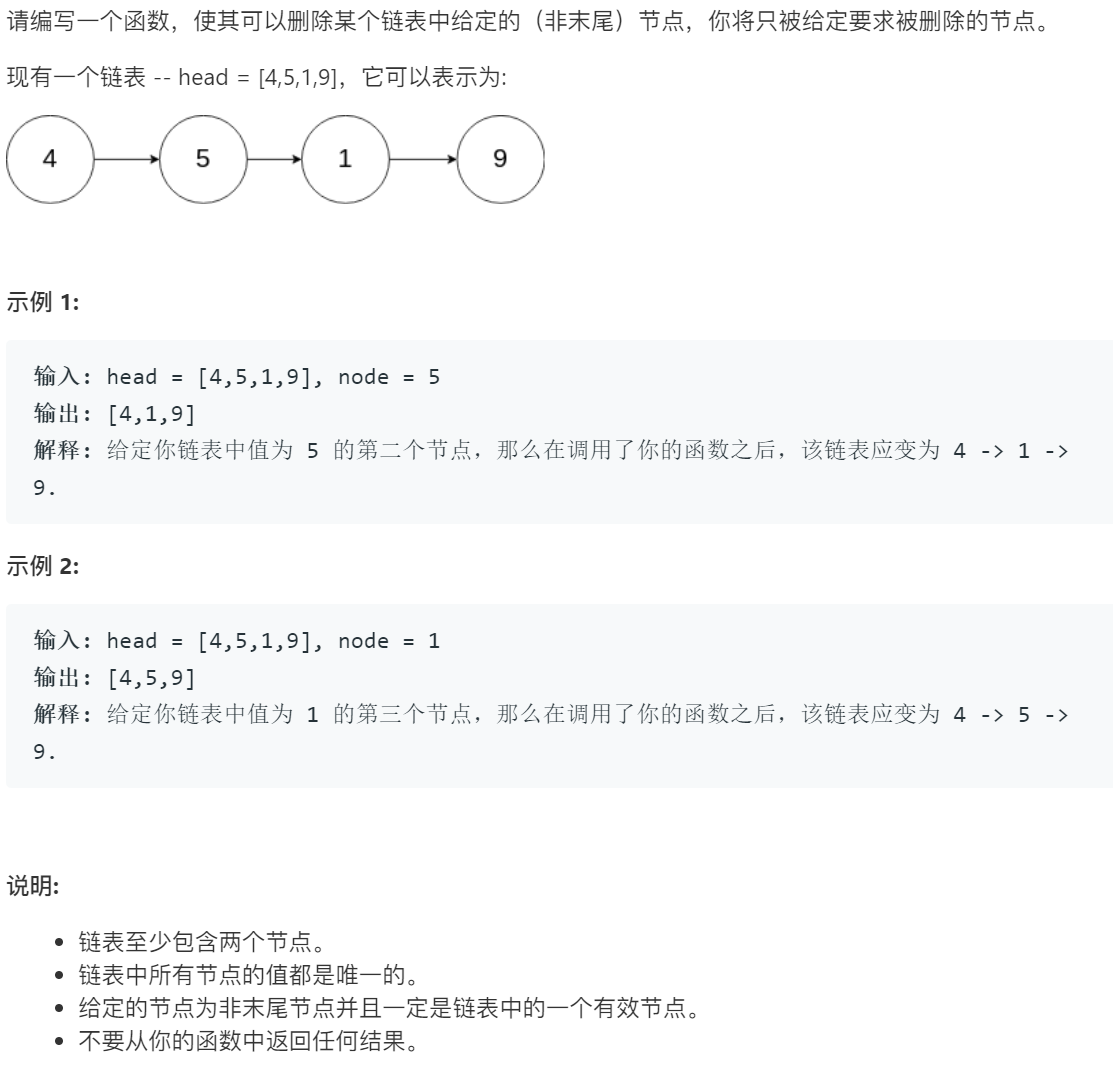 请编写一个函数，使其可以删除某个链表中给定的（非末尾）节点，你将只被给定要求被删除的节点。
现有一个链表 -- head = [4,5,1,9]，它可以表示为:
4 5 1 9
示例 1:
输入: head = [4,5,1,9], node = 5
输出: [4,1,9]
解释: 给定你链表中值为 5 的第二个节点，那么在调用了你的函数之后，该链表应变为 4 -> 1 ->
9.
示例 2:
输入: head = [4,5,1,9], node = 1
输出: [4,5,9]
解释: 给定你链表中值为 1 的第三个节点，那么在调用了你的函数之后，该链表应变为 4 -> 5 ->
9.
说明:
• 链表至少包含两个节点。
• 链表中所有节点的值都是唯一的。
• 给定的节点为非末尾节点并且一定是链表中的一个有效节点。
• 不要从你的函数中返回任何结果。